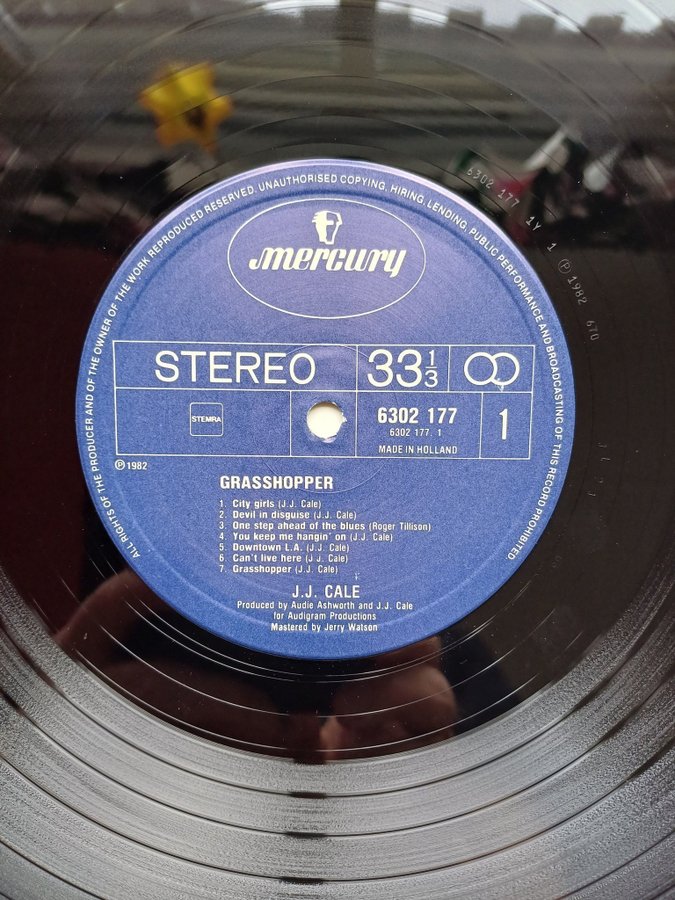 ALL RIGHTS OF THE PRODUCER AND OF THE OWNER OF THE WORK REPRODUCED RESERVED. UNAUTHORISED COPYING, HIRING, LENDING, PUBLIC PERFORMANCE AND BROADCASTING OF THIS RECORD PROHIBITED
mercury
STEREO 33⅓
STEMRA
6302 177
6302 177. 1
MADE IN HOLLAND
1
℗1982
GRASSHOPPER
1. City girls (J.J. Cale)
2. Devil in disguise (J.J. Cale)
3. One step ahead of the blues (Roger Tillison)
4. You keep me hangin' on (J.J. Cale)
5. Downtown L.A. (J.J. Cale)
6. Can't live here (J.J. Cale)
7. Grasshopper (J.J. Cale)
J.J. CALE
Produced by Audie Ashworth and J.J. Cale
for Audigram Productions
Mastered by Jerry Watson
6302 177 1Y 1 ℗ 1982 670